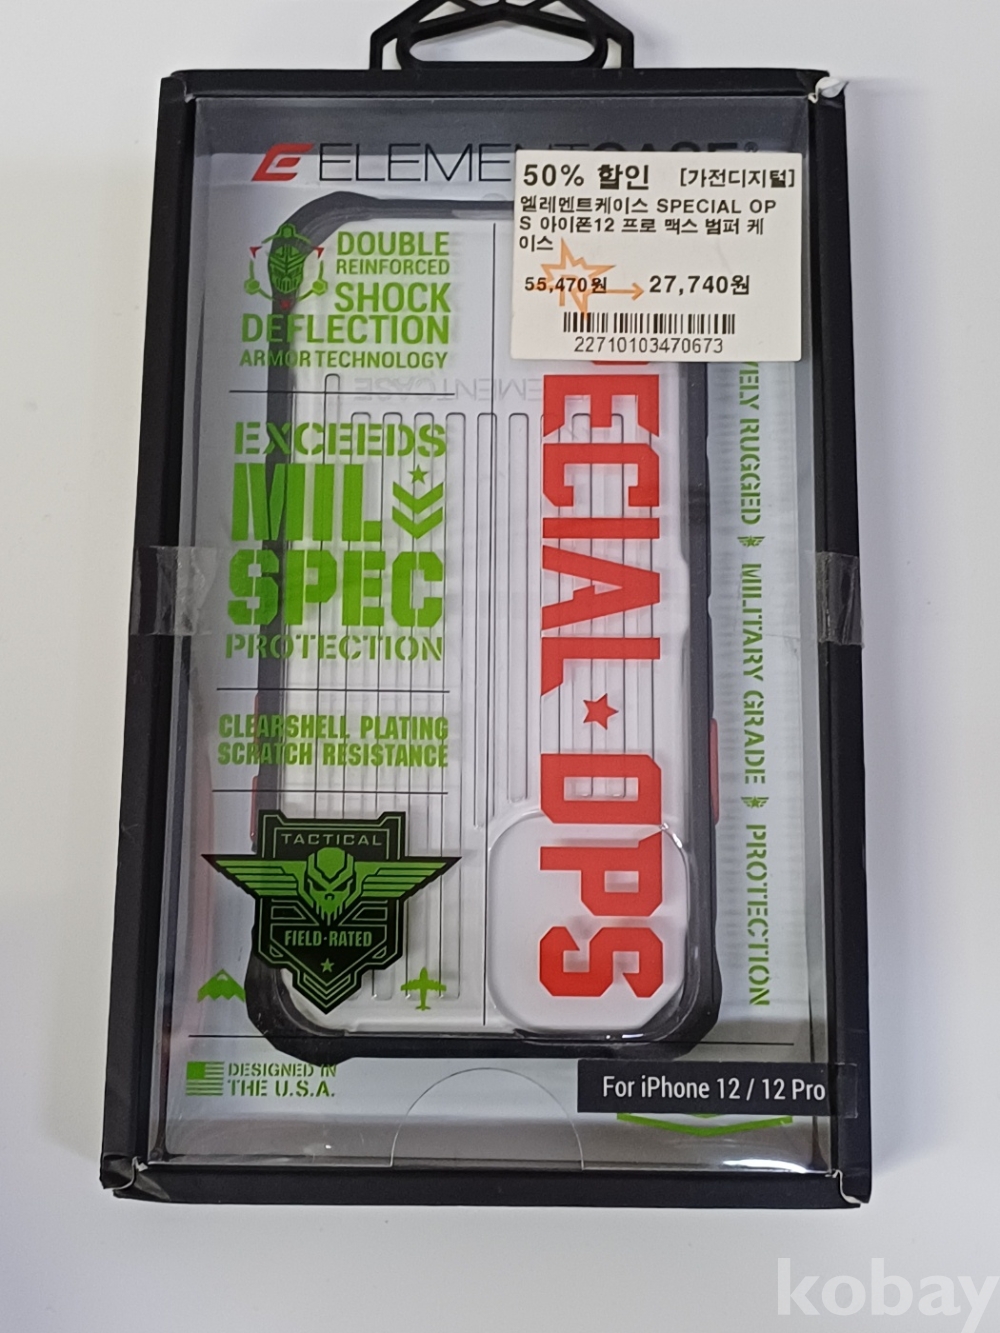 ELEMENTCASE
50% 할인 [가전디지털]
엘레멘트케이스 SPECIAL OP
S 아이폰12 프로 맥스 범퍼 케
이스
55,470원 → 27,740원
22710103470673
DOUBLE
REINFORCED
SHOCK
DEFLECTION
ARMOR TECHNOLOGY
EXCEEDS
MIL
SPEC
PROTECTION
CLEARSHELL PLATING
SCRATCH RESISTANCE
TACTICAL
FIELD·RATED
DESIGNED IN
THE U.S.A.
ECIAL★OPS
RUGGED MILITARY GRADE PROTECTION
For iPhone 12 / 12 Pro
kobay